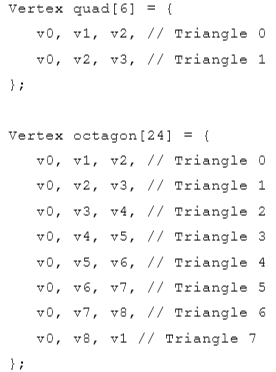 Vertex quad[6] = {
v0, v1, v2, // Triangle 0
v0, v2, v3, // Triangle 1
};
Vertex octagon[24] = {
v0, v1, v2, // Triangle 0
v0, v2, v3, // Triangle 1
v0, v3, v4, // Triangle 2
v0, v4, v5, // Triangle 3
v0, v5, v6, // Triangle 4
v0, v6, v7, // Triangle 5
v0, v7, v8, // Triangle 6
v0, v8, v1 // Triangle 7
};